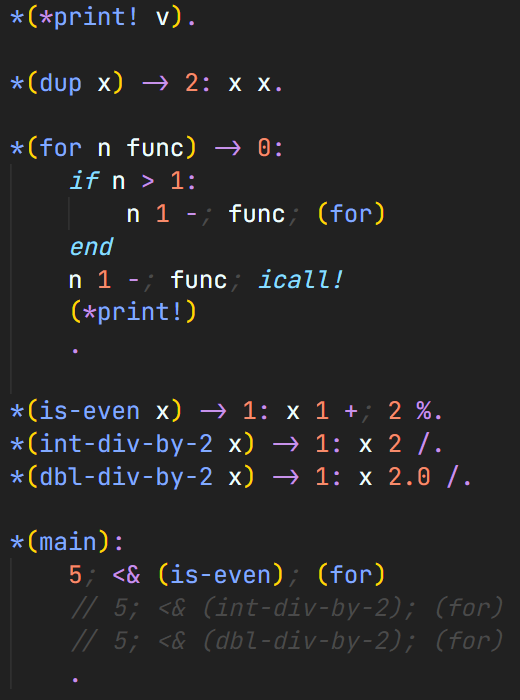 *(*print! v).
*(dup x) -> 2: x x.
*(for n func) -> 0:
if n > 1:
n 1 -; func; (for)
end
n 1 -; func; icall!
(*print!)
.
*(is-even x) -> 1: x 1 +; 2 %.
*(int-div-by-2 x) -> 1: x 2 /.
*(dbl-div-by-2 x) -> 1: x 2.0 /.
*(main):
5; <& (is-even); (for)
// 5; <& (int-div-by-2); (for)
// 5; <& (dbl-div-by-2); (for)
.